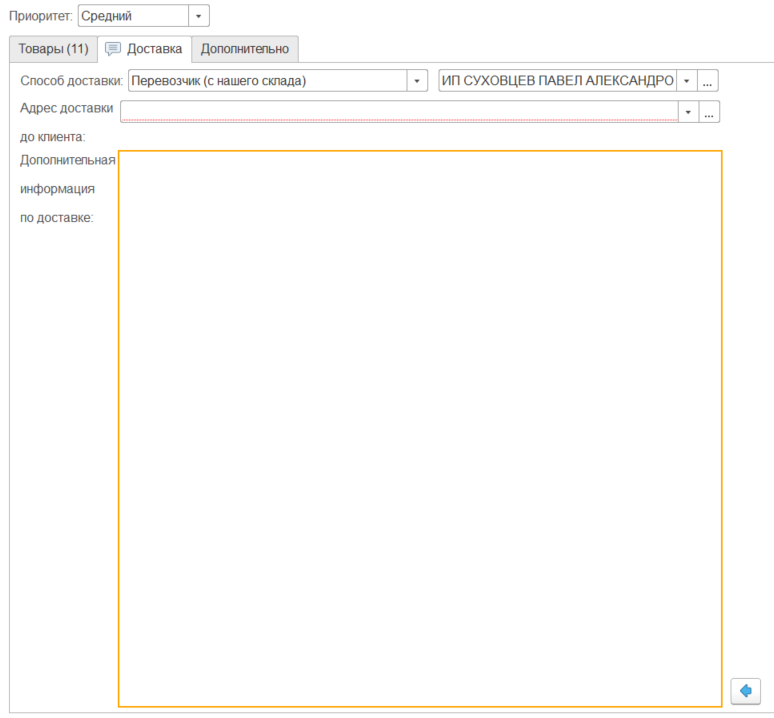 Приоритет: Средний
Товары (11) Доставка Дополнительно
Способ доставки: Перевозчик (с нашего склада) ИП СУХОВЦЕВ ПАВЕЛ АЛЕКСАНДРО ...
Адрес доставки ...
до клиента:
Дополнительная
информация
по доставке: